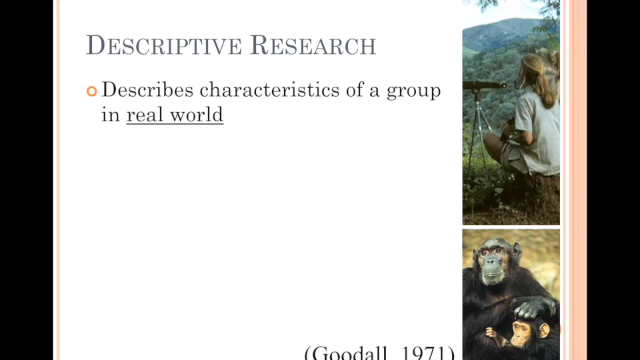 DESCRIPTIVE RESEARCH
Describes characteristics of a group
in real world
(Goodall, 1971)